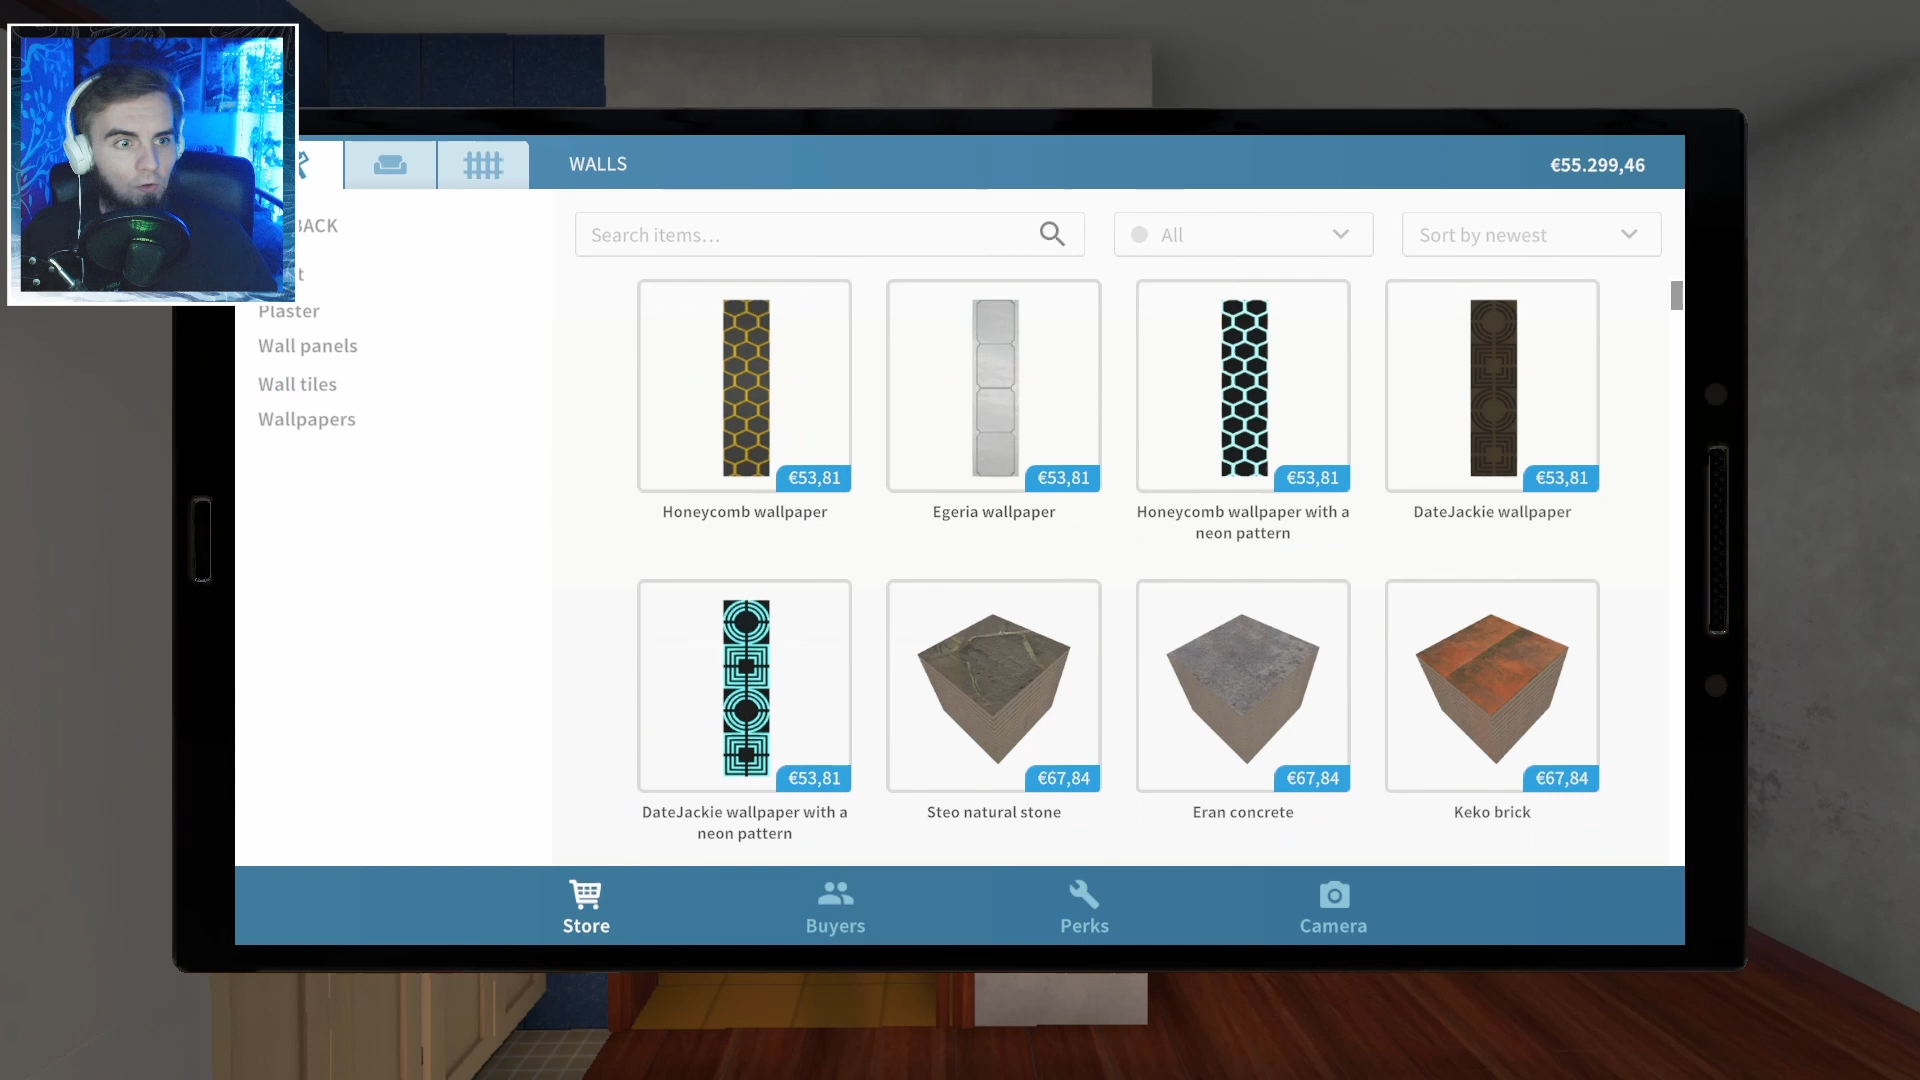 WALLS
€55.299,46
BACK
Search items...
All
Sort by newest
t
Plaster
Wall panels
Wall tiles
Wallpapers
€53,81
€53,81
€53,81
€53,81
Honeycomb wallpaper
Egeria wallpaper
Honeycomb wallpaper with a
neon pattern
DateJackie wallpaper
€53,81
€67,84
€67,84
€67,84
DateJackie wallpaper with a
neon pattern
Steo natural stone
Eran concrete
Keko brick
Store
Buyers
Perks
Camera